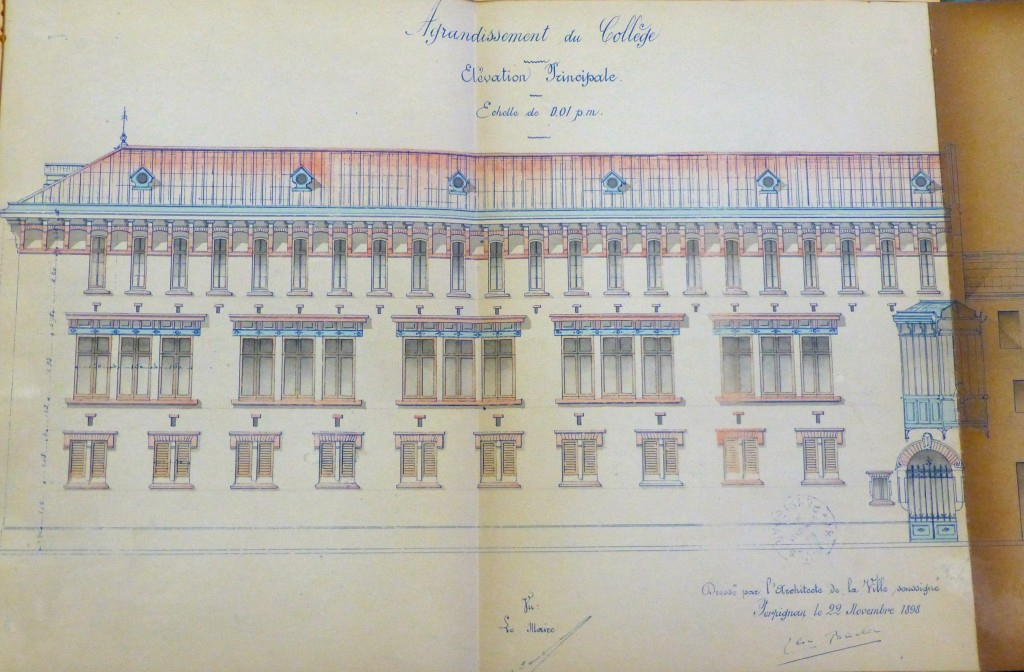 Agrandissement du Collège
Elévation Principale.
Echelle de 0.01 p.m.
Vu:
Le Maire
Dressé par l'Architecte de la Ville soussigné
Perpignan, le 22 Novembre 1898